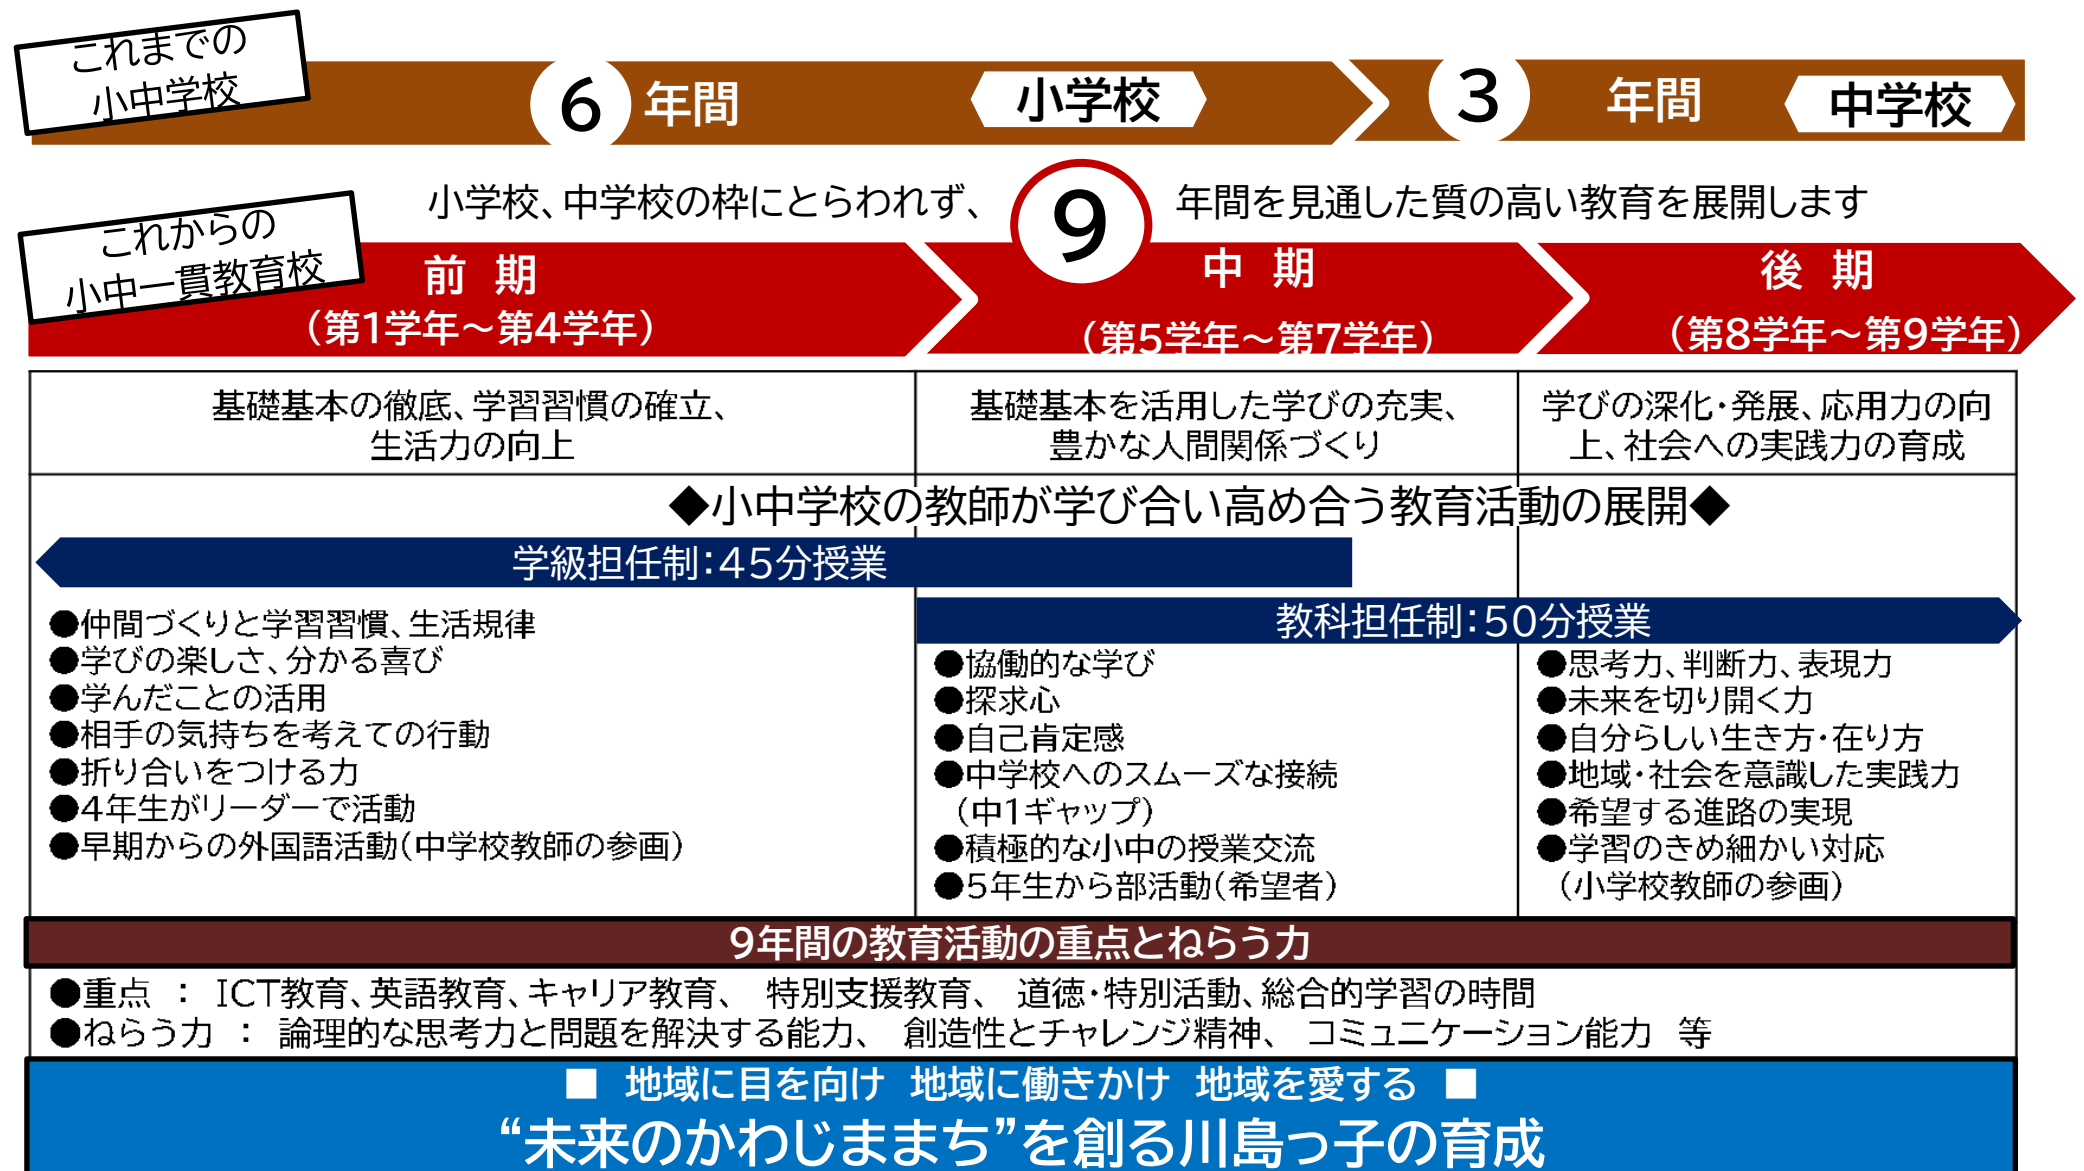 これまでの
小中学校
6 年間 小学校 3 年間 中学校
小学校、中学校の枠にとらわれず、 9 年間を見通した質の高い教育を展開します
これからの
小中一貫教育校
前　期
（第1学年～第4学年）
中　期
（第5学年～第7学年）
後　期
（第8学年～第9学年）
基礎基本の徹底、学習習慣の確立、
生活力の向上
基礎基本を活用した学びの充実、
豊かな人間関係づくり
学びの深化・発展、応用力の向
上、社会への実践力の育成
◆小中学校の教師が学び合い高め合う教育活動の展開◆
学級担任制：45分授業
教科担任制：50分授業
●仲間づくりと学習習慣、生活規律
●学びの楽しさ、分かる喜び
●学んだことの活用
●相手の気持ちを考えての行動
●折り合いをつける力
●4年生がリーダーで活動
●早期からの外国語活動（中学校教師の参画）
●協働的な学び
●探求心
●自己肯定感
●中学校へのスムーズな接続
（中1ギャップ）
●積極的な小中の授業交流
●5年生から部活動（希望者）
●思考力、判断力、表現力
●未来を切り開く力
●自分らしい生き方・在り方
●地域・社会を意識した実践力
●希望する進路の実現
●学習のきめ細かい対応
（小学校教師の参画）
9年間の教育活動の重点とねらう力
●重点　：　ICT教育、英語教育、キャリア教育、　特別支援教育、　道徳・特別活動、総合的学習の時間
●ねらう力　：　論理的な思考力と問題を解決する能力、　創造性とチャレンジ精神、　コミュニケーション能力　等
■　地域に目を向け　地域に働きかけ　地域を愛する　■
“未来のかわじままち”を創る川島っ子の育成